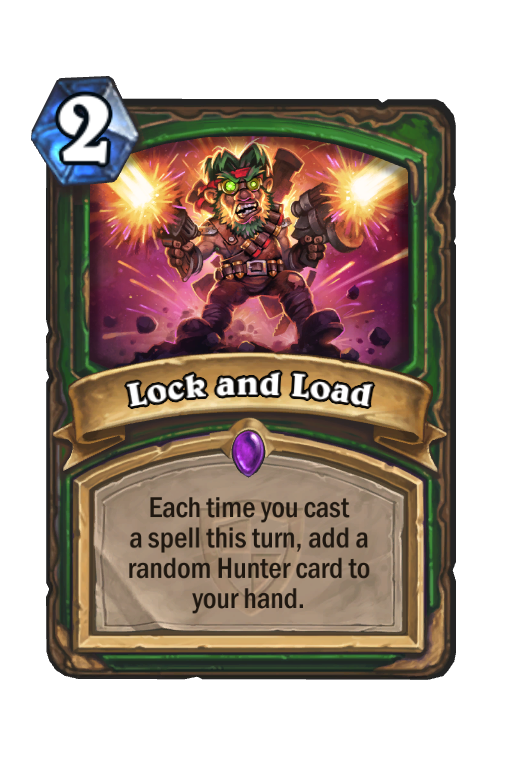 2
Lock and Load
Each time you cast
a spell this turn, add a
random Hunter card to
your hand.